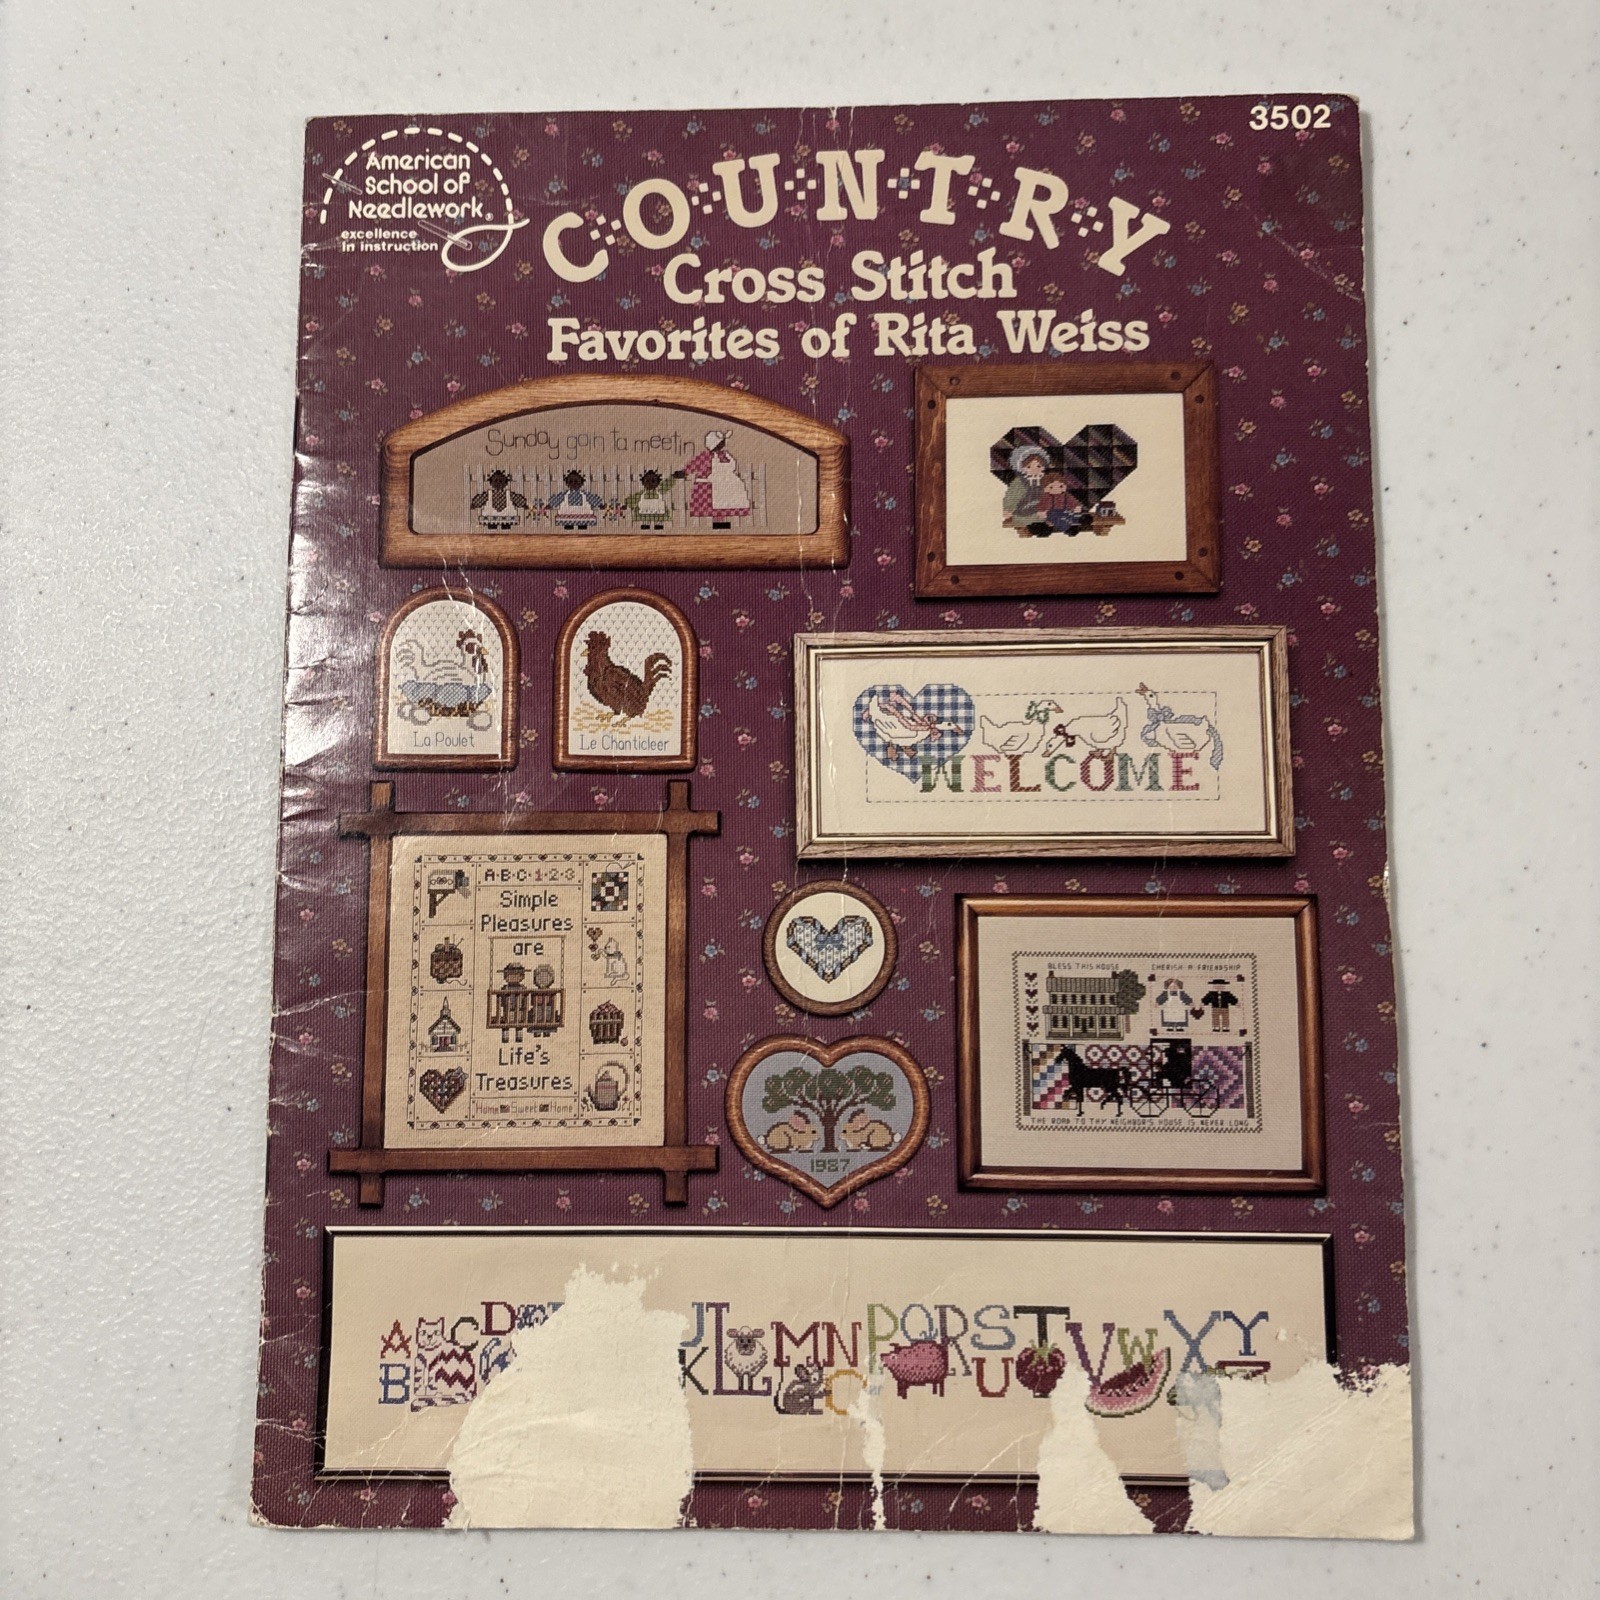 3502
American
School of
Needlework®
excellence
in instruction
C·O·U·N·T·R·Y
Cross Stitch
Favorites of Rita Weiss
Sunday goin ta meetin
La Poulet
Le Chanticleer
WELCOME
A·B·C·1·2·3
Simple
Pleasures
are
Life's
Treasures
Home Sweet Home
BLESS THIS HOUSE
CHERISH A FRIENDSHIP
THE ROAD TO THY NEIGHBOR'S HOUSE IS NEVER LONG
1987
A C D J L M N P Q R S T V W X Y
B K O U